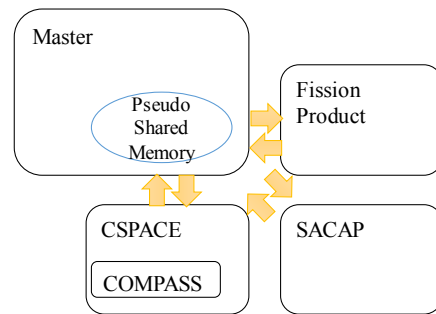 Master
Pseudo
Shared
Memory
Fission
Product
CSPACE
COMPASS
SACAP